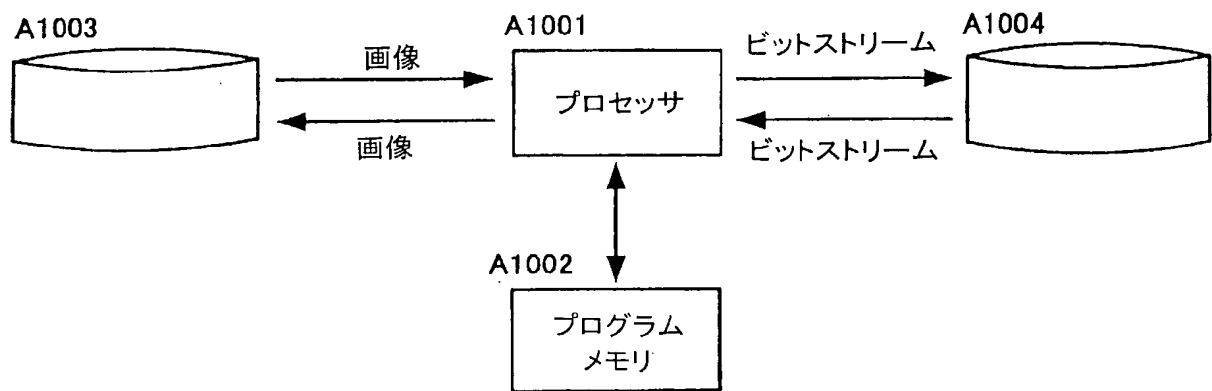 A1003
A1001
A1004
画像
ビットストリーム
プロセッサ
画像
ビットストリーム
A1002
プログラム
メモリ